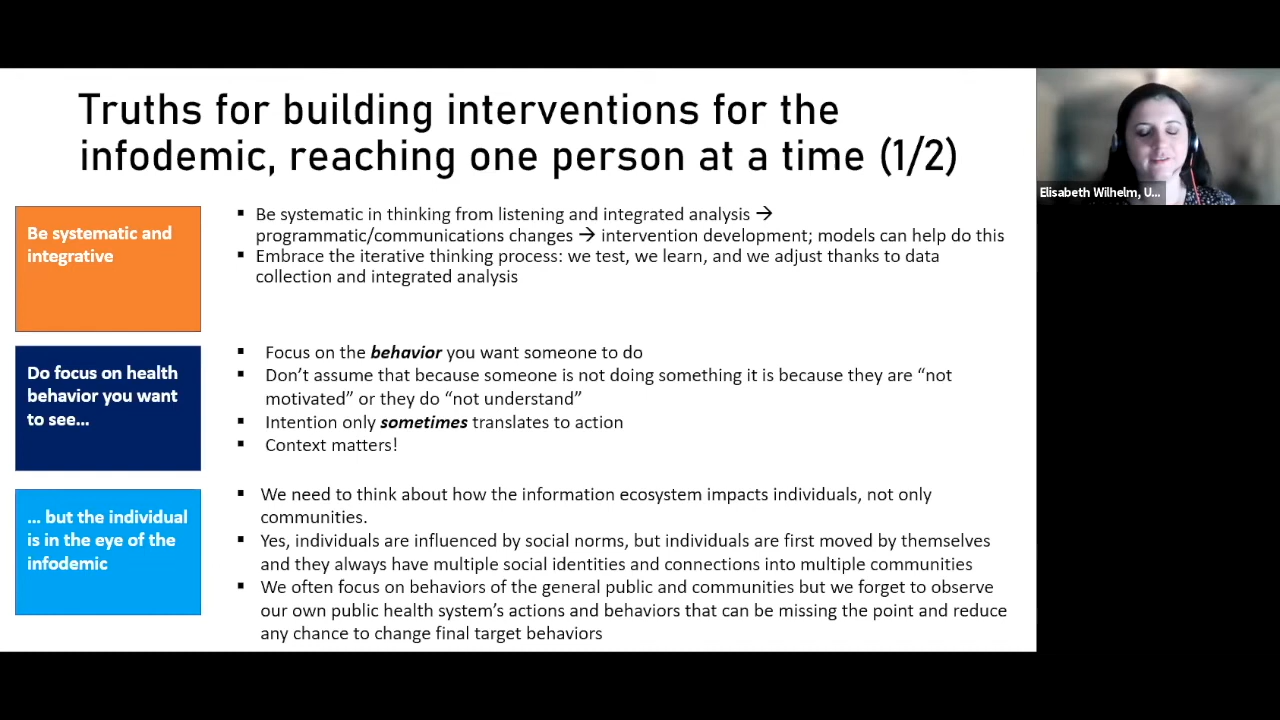 Truths for building interventions for the
infodemic, reaching one person at a time (1/2)
Elisabeth Wilhelm, U...
Be systematic and
integrative
▪ Be systematic in thinking from listening and integrated analysis →
programmatic/communications changes → intervention development; models can help do this
▪ Embrace the iterative thinking process: we test, we learn, and we adjust thanks to data
collection and integrated analysis
Do focus on health
behavior you want
to see...
▪ Focus on the behavior you want someone to do
▪ Don’t assume that because someone is not doing something it is because they are “not
motivated” or they do “not understand”
▪ Intention only sometimes translates to action
▪ Context matters!
... but the individual
is in the eye of the
infodemic
▪ We need to think about how the information ecosystem impacts individuals, not only
communities.
▪ Yes, individuals are influenced by social norms, but individuals are first moved by themselves
and they always have multiple social identities and connections into multiple communities
▪ We often focus on behaviors of the general public and communities but we forget to observe
our own public health system’s actions and behaviors that can be missing the point and reduce
any chance to change final target behaviors